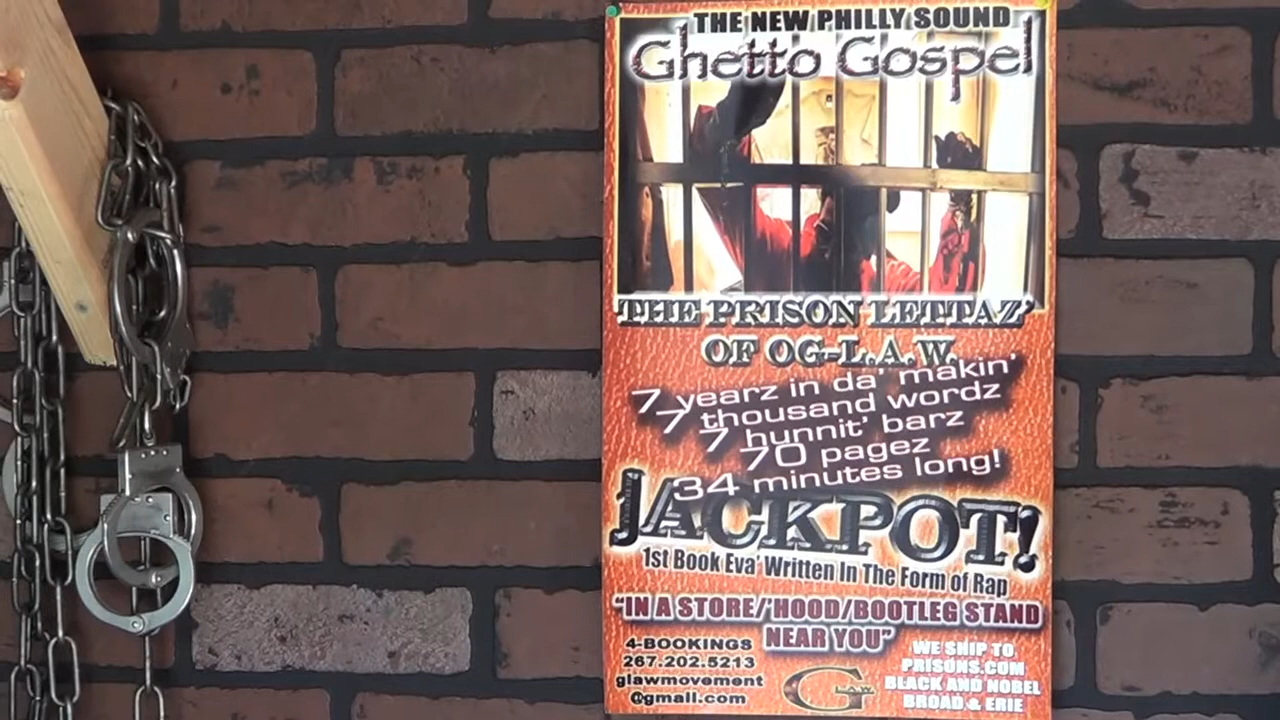 THE NEW PHILLY SOUND
Ghetto Gospel
THE PRISON LETTAZ'
OF OG-L.A.W.
7 yearz in da' makin'
7 thousand wordz
7 hunnit' barz
70 pagez
34 minutes long!
JACKPOT!
1st Book Eva' Written In The Form of Rap
"IN A STORE/'HOOD/BOOTLEG STAND
NEAR YOU"
4-BOOKINGS
267.202.5213
glawmovement
@gmail.com
G LAW
WE SHIP TO
PRISONS.COM
BLACK AND NOBEL
BROAD & ERIE